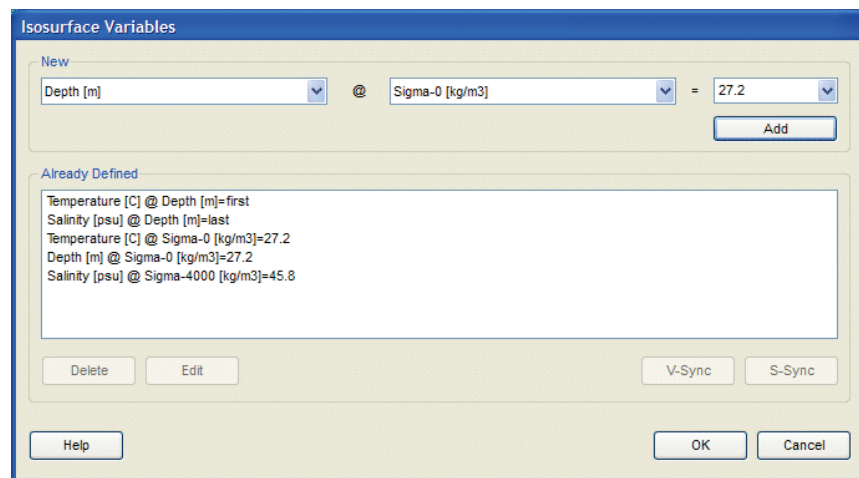 Isosurface Variables
New
Depth [m] @ Sigma-0 [kg/m3] = 27.2
Add
Already Defined
Temperature [C] @ Depth [m]=first
Salinity [psu] @ Depth [m]=last
Temperature [C] @ Sigma-0 [kg/m3]=27.2
Depth [m] @ Sigma-0 [kg/m3]=27.2
Salinity [psu] @ Sigma-4000 [kg/m3]=45.8
Delete Edit V-Sync S-Sync
Help OK Cancel